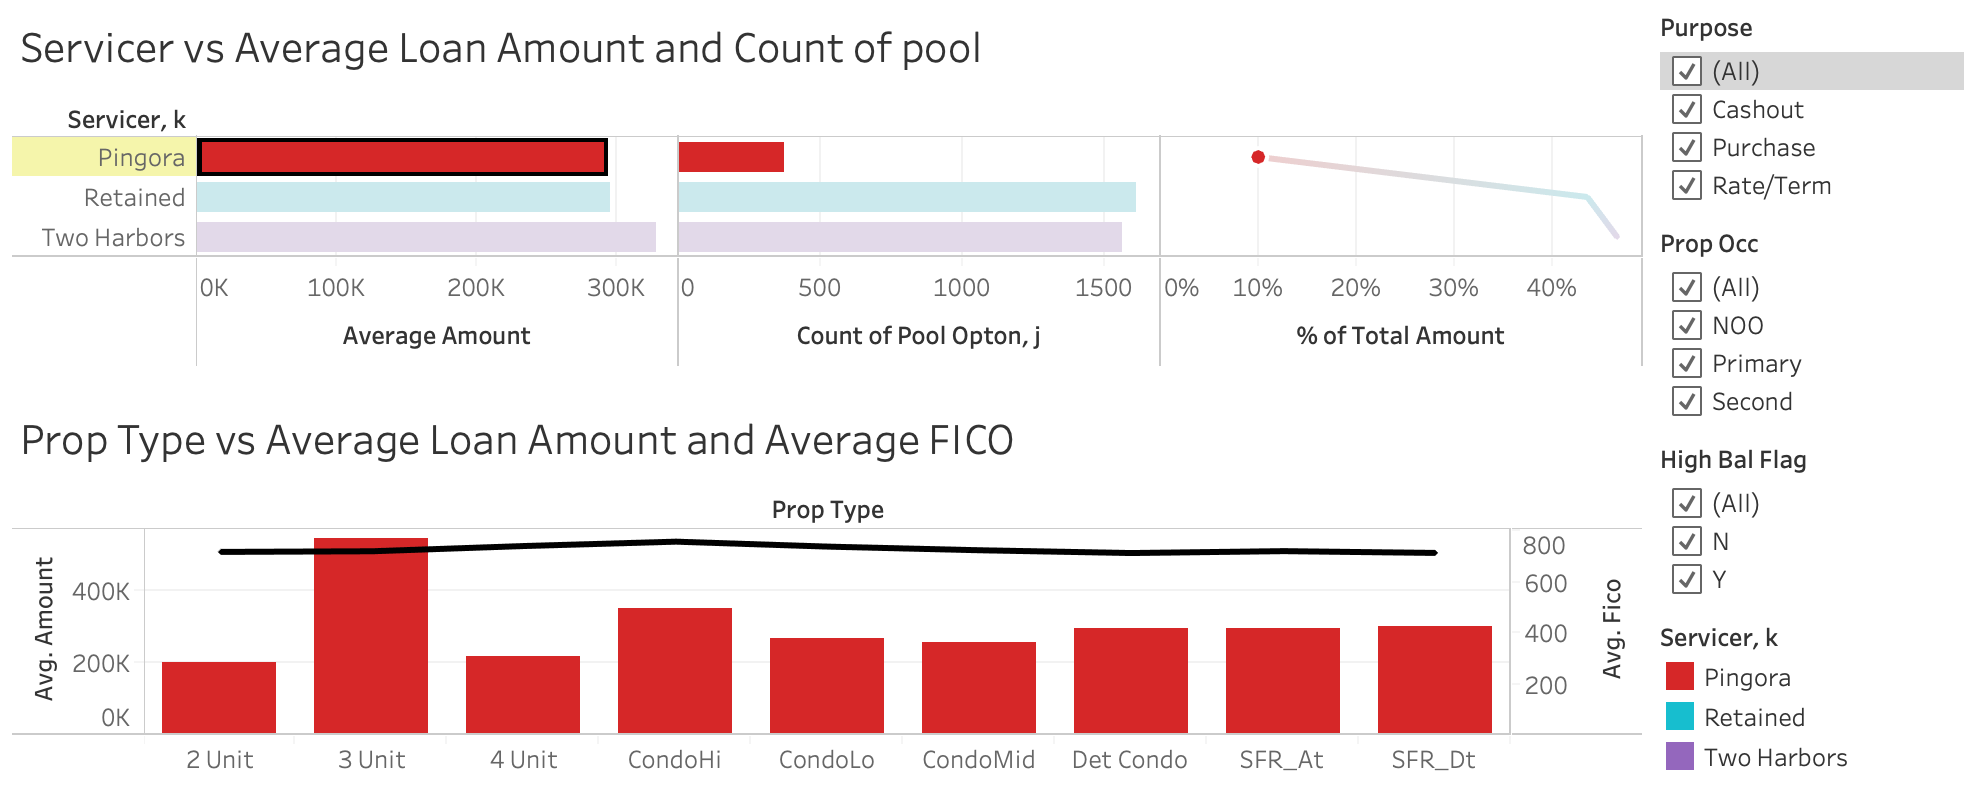 Servicer vs Average Loan Amount and Count of pool
Servicer, k
Pingora
Retained
Two Harbors
0K 100K 200K 300K 0 500 1000 1500 0% 10% 20% 30% 40%
Average Amount Count of Pool Opton, j % of Total Amount
Prop Type vs Average Loan Amount and Average FICO
Prop Type
Avg. Amount
400K
200K
0K
800
600
400
200
Avg. Fico
2 Unit 3 Unit 4 Unit CondoHi CondoLo CondoMid Det Condo SFR_At SFR_Dt
Purpose
(All)
Cashout
Purchase
Rate/Term
Prop Occ
(All)
NOO
Primary
Second
High Bal Flag
(All)
N
Y
Servicer, k
Pingora
Retained
Two Harbors